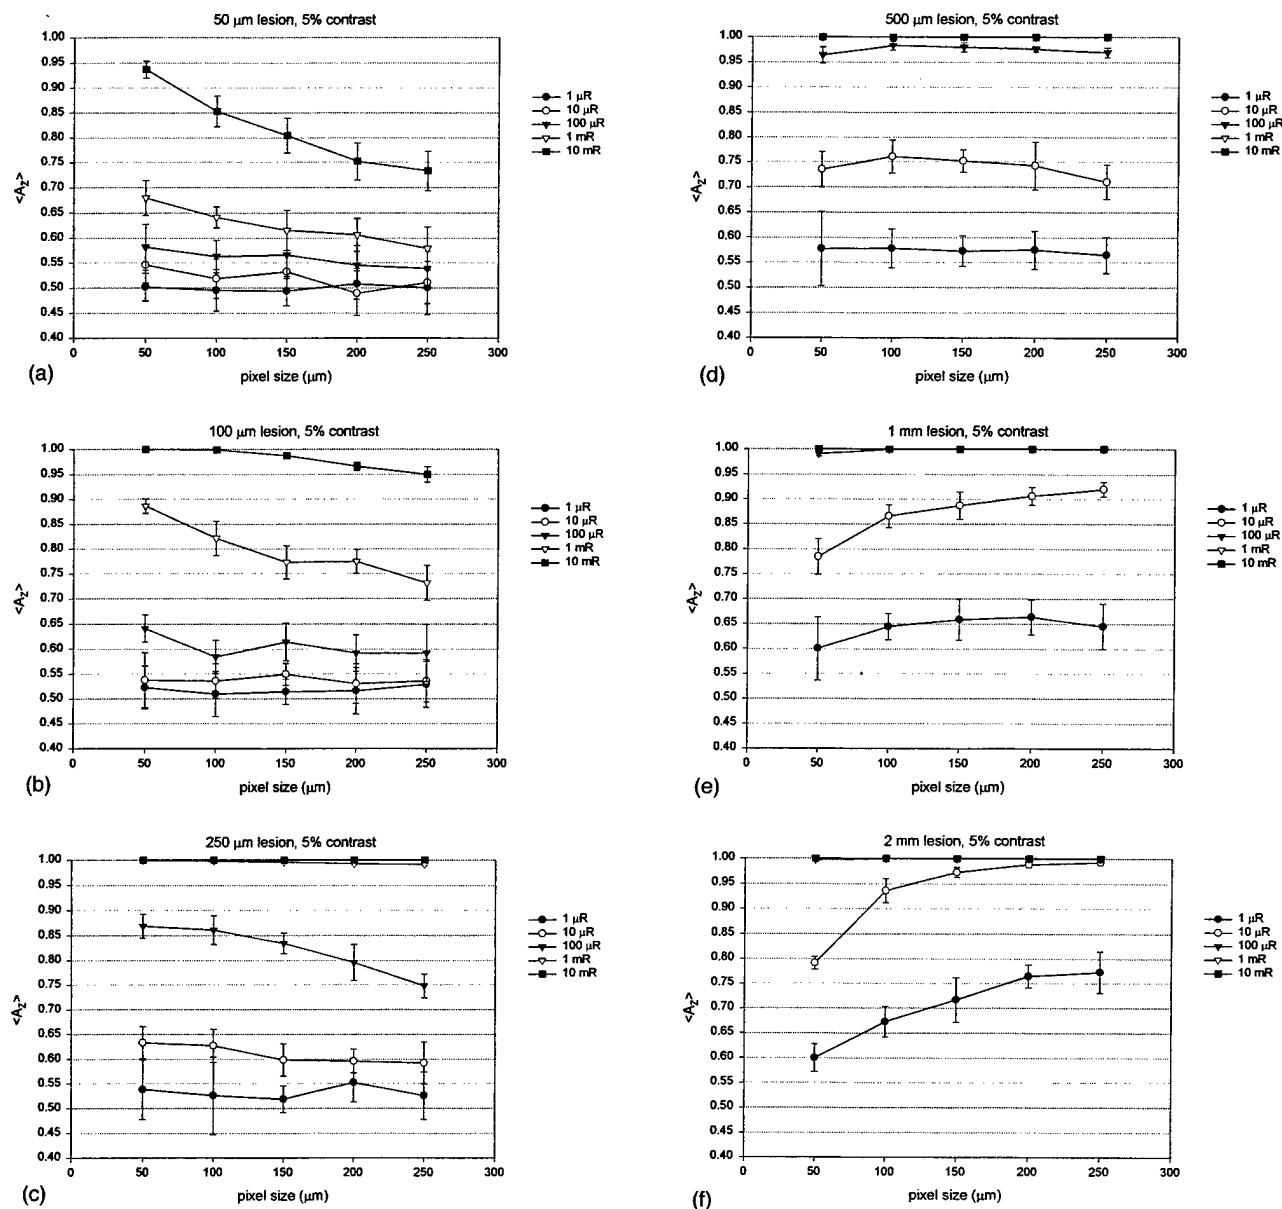 50 μm lesion, 5% contrast
1.00
0.95
0.90
0.85
0.80
0.75
0.70
0.65
0.60
0.55
0.50
0.45
0.40
<A_Z>
0 50 100 150 200 250 300
pixel size (μm)
1 μR
10 μR
100 μR
1 mR
10 mR
(a)
100 μm lesion, 5% contrast
1.00
0.95
0.90
0.85
0.80
0.75
0.70
0.65
0.60
0.55
0.50
0.45
0.40
<A_Z>
0 50 100 150 200 250 300
pixel size (μm)
1 μR
10 μR
100 μR
1 mR
10 mR
(b)
250 μm lesion, 5% contrast
1.00
0.95
0.90
0.85
0.80
0.75
0.70
0.65
0.60
0.55
0.50
0.45
0.40
<A_Z>
0 50 100 150 200 250 300
pixel size (μm)
1 μR
10 μR
100 μR
1 mR
10 mR
(c)
500 μm lesion, 5% contrast
1.00
0.95
0.90
0.85
0.80
0.75
0.70
0.65
0.60
0.55
0.50
0.45
0.40
<A_Z>
0 50 100 150 200 250 300
pixel size (μm)
1 μR
10 μR
100 μR
1 mR
10 mR
(d)
1 mm lesion, 5% contrast
1.00
0.95
0.90
0.85
0.80
0.75
0.70
0.65
0.60
0.55
0.50
0.45
0.40
<A_Z>
0 50 100 150 200 250 300
pixel size (μm)
1 μR
10 μR
100 μR
1 mR
10 mR
(e)
2 mm lesion, 5% contrast
1.00
0.95
0.90
0.85
0.80
0.75
0.70
0.65
0.60
0.55
0.50
0.45
0.40
<A_Z>
0 50 100 150 200 250 300
pixel size (μm)
1 μR
10 μR
100 μR
1 mR
10 mR
(f)